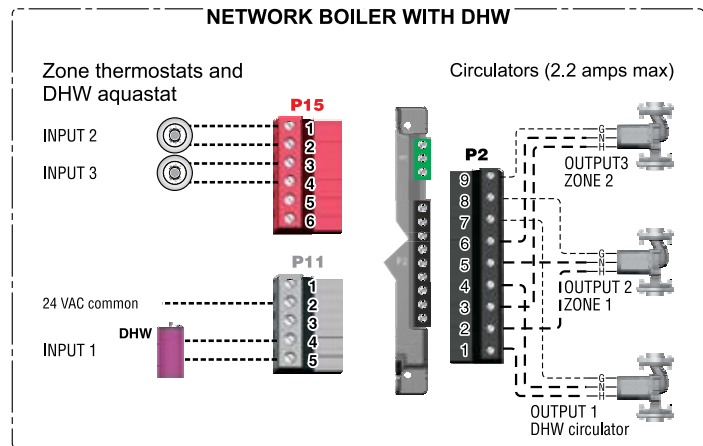 NETWORK BOILER WITH DHW
Zone thermostats and
DHW aquastat
P15
INPUT 2
INPUT 3
1
2
3
4
5
6
P11
24 VAC common
DHW
INPUT 1
1
2
3
4
5
Circulators (2.2 amps max)
P2
9
8
7
6
5
4
3
2
1
G
N
H
OUTPUT3
ZONE 2
G
N
H
OUTPUT 2
ZONE 1
G
N
H
OUTPUT 1
DHW circulator